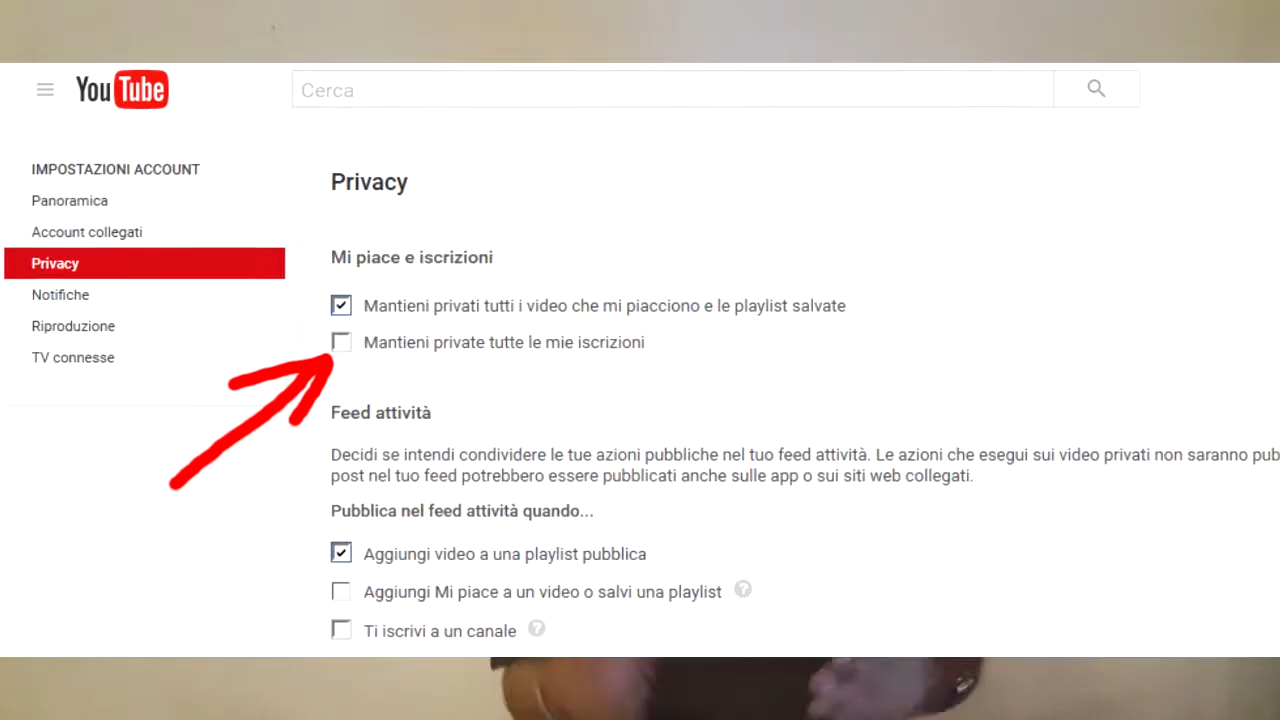 YouTube
Cerca
IMPOSTAZIONI ACCOUNT
Panoramica
Account collegati
Privacy
Notifiche
Riproduzione
TV connesse
Privacy
Mi piace e iscrizioni
Mantieni privati tutti i video che mi piacciono e le playlist salvate
Mantieni private tutte le mie iscrizioni
Feed attività
Decidi se intendi condividere le tue azioni pubbliche nel tuo feed attività. Le azioni che esegui sui video privati non saranno pub
post nel tuo feed potrebbero essere pubblicati anche sulle app o sui siti web collegati.
Pubblica nel feed attività quando...
Aggiungi video a una playlist pubblica
Aggiungi Mi piace a un video o salvi una playlist ?
Ti iscrivi a un canale ?